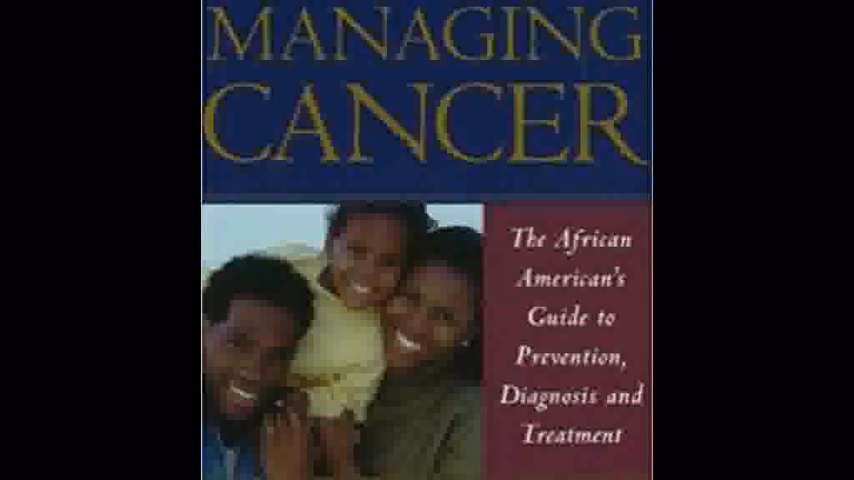 MANAGING
CANCER
The African
American's
Guide to
Prevention,
Diagnosis and
Treatment